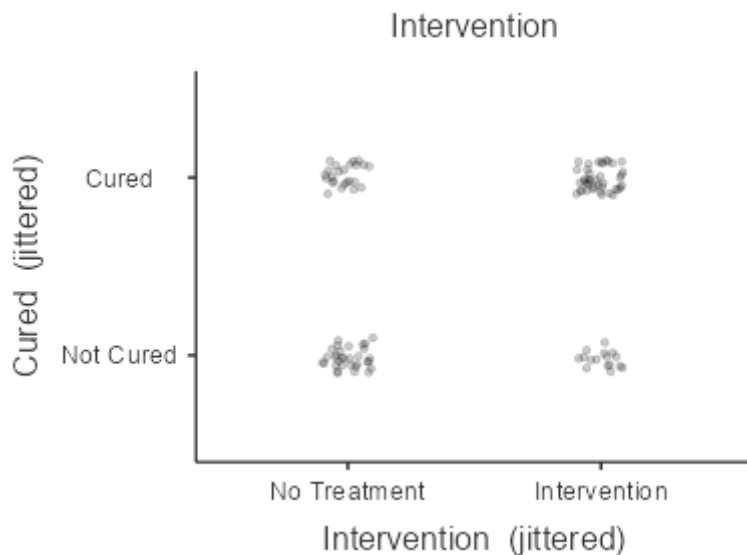 Intervention
Cured (jittered)
Cured
Not Cured
No Treatment
Intervention
Intervention (jittered)